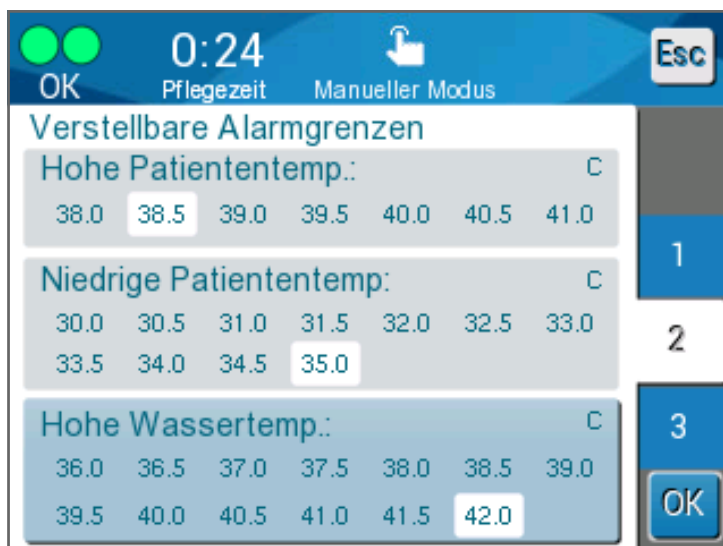 OK
0:24
Pflegezeit
Manueller Modus
Esc
Verstellbare Alarmgrenzen
Hohe Patiententemp.: C
38.0 38.5 39.0 39.5 40.0 40.5 41.0
Niedrige Patiententemp: C
30.0 30.5 31.0 31.5 32.0 32.5 33.0
33.5 34.0 34.5 35.0
Hohe Wassertemp.: C
36.0 36.5 37.0 37.5 38.0 38.5 39.0
39.5 40.0 40.5 41.0 41.5 42.0
1
2
3
OK